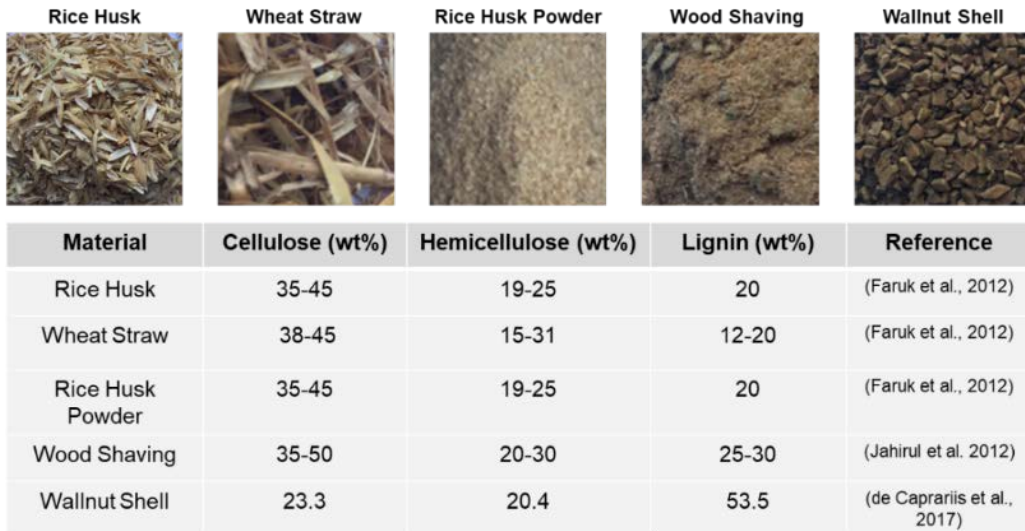 Rice Husk Wheat Straw Rice Husk Powder Wood Shaving Wallnut Shell
Material Cellulose (wt%) Hemicellulose (wt%) Lignin (wt%) Reference
Rice Husk 35-45 19-25 20 (Faruk et al., 2012)
Wheat Straw 38-45 15-31 12-20 (Faruk et al., 2012)
Rice Husk
Powder 35-45 19-25 20 (Faruk et al., 2012)
Wood Shaving 35-50 20-30 25-30 (Jahirul et al. 2012)
Wallnut Shell 23.3 20.4 53.5 (de Caprariis et al.,
2017)